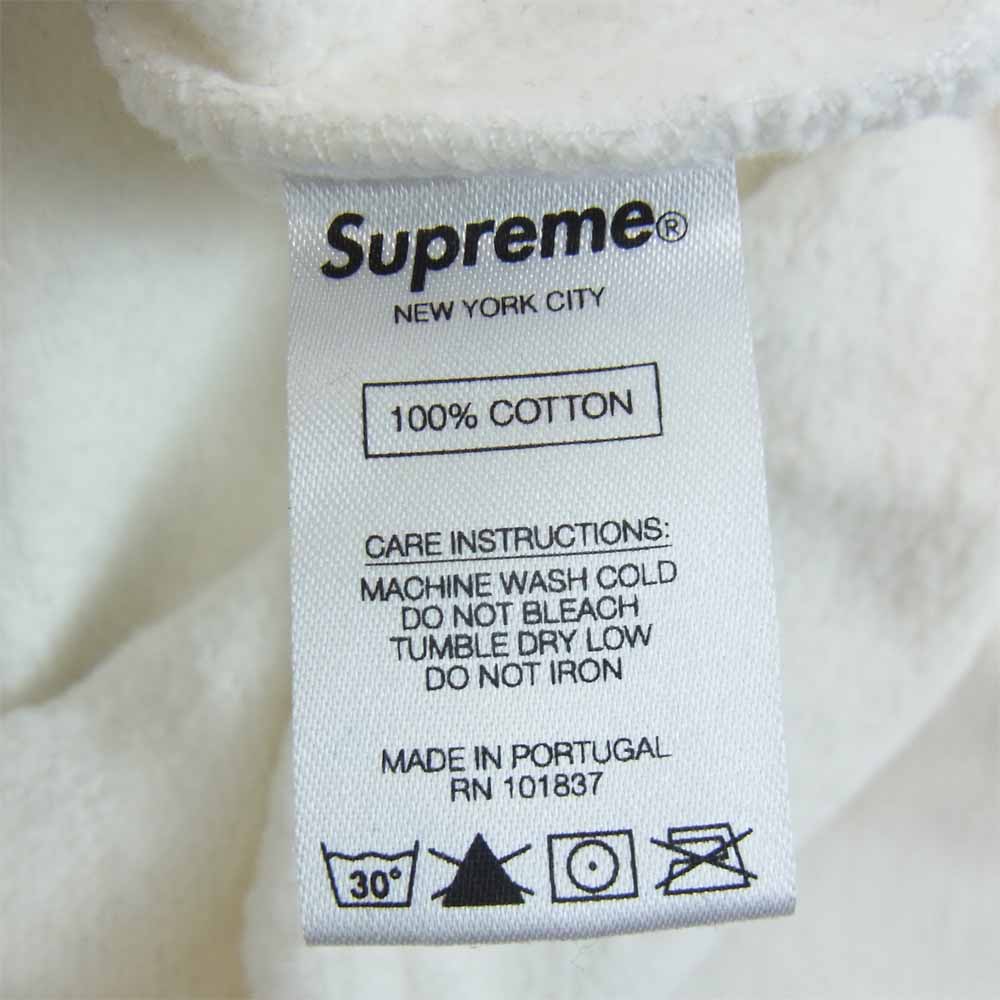 Supreme®
NEW YORK CITY
100% COTTON
CARE INSTRUCTIONS:
MACHINE WASH COLD
DO NOT BLEACH
TUMBLE DRY LOW
DO NOT IRON
MADE IN PORTUGAL
RN 101837
30°